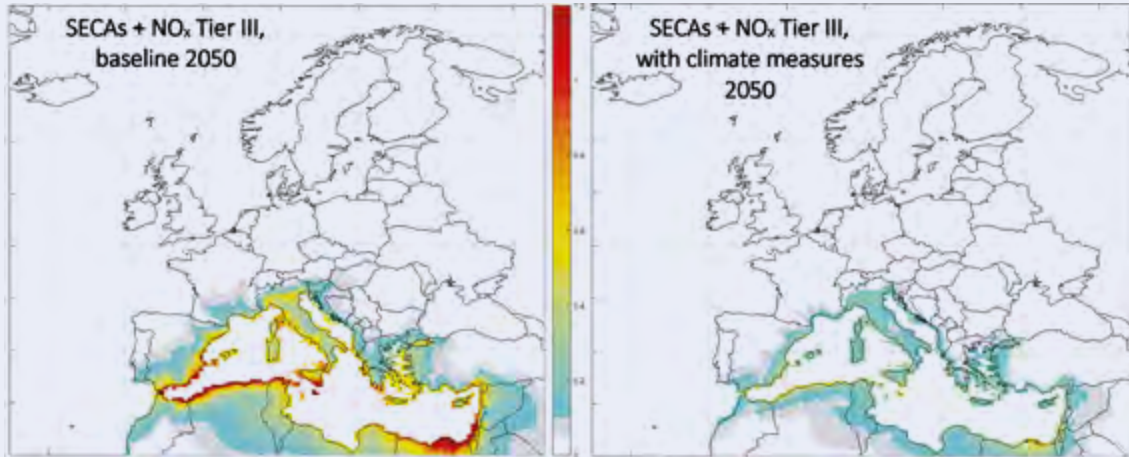 SECAs + NOx Tier III,
baseline 2050
SECAs + NOx Tier III,
with climate measures
2050